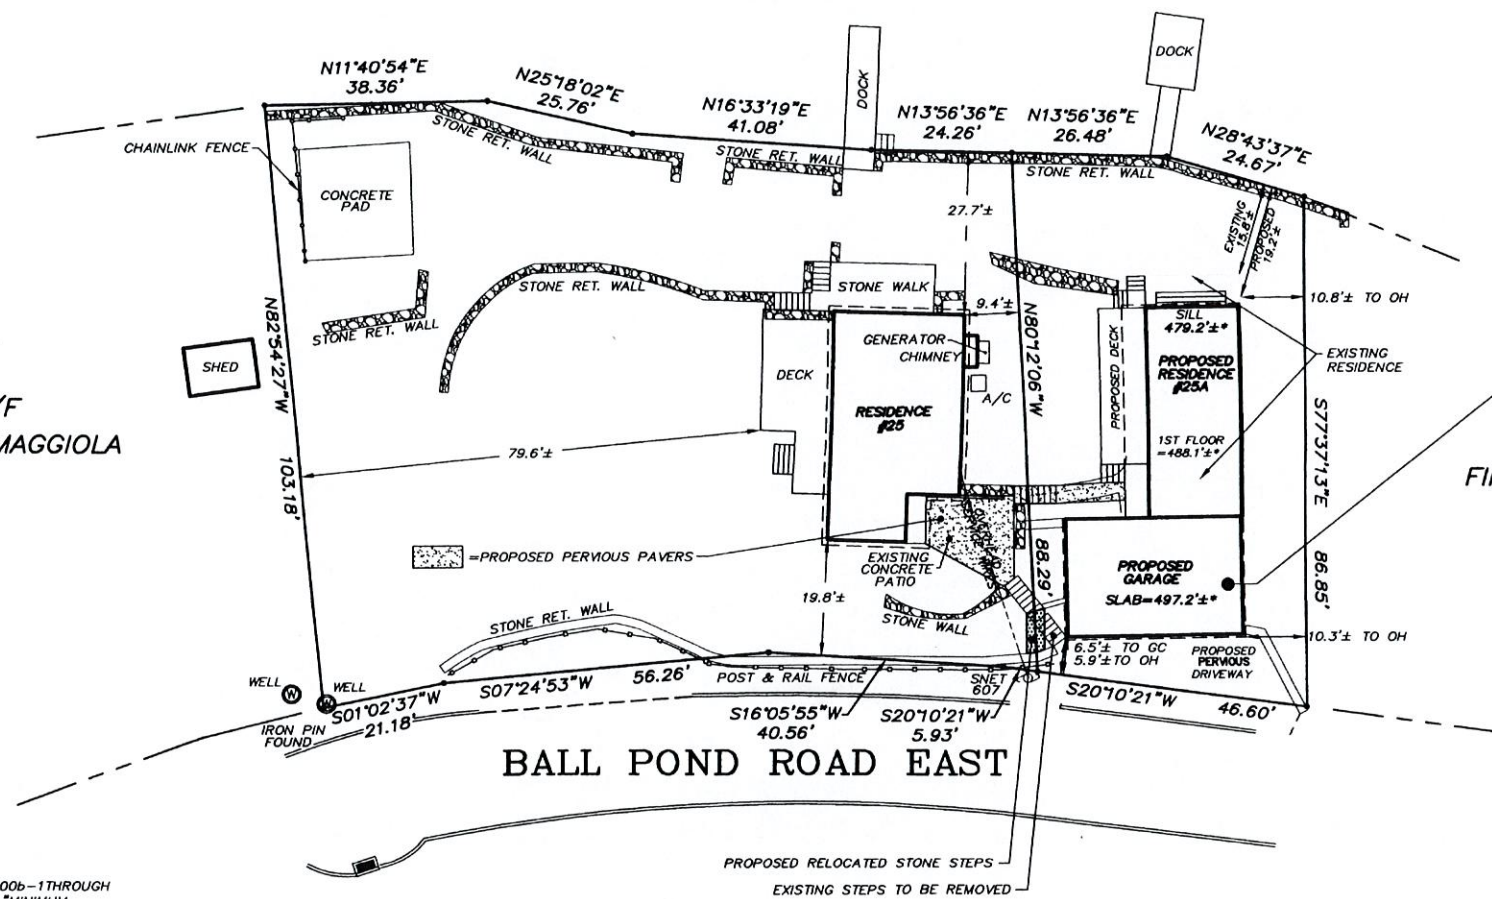 N11°40'54"E
38.36'
N25°18'02"E
25.76'
N16°33'19"E
41.08'
DOCK
N13°56'36"E
24.26'
N13°56'36"E
26.48'
DOCK
N28°43'37"E
24.67'
CHAINLINK FENCE
STONE RET. WALL
STONE RET. WALL
STONE RET. WALL
CONCRETE
PAD
27.7'±
EXISTING
15.8'±
PROPOSED
19.2'±
STONE RET. WALL
STONE WALK
9.4'±
10.8'± TO OH
STONE RET. WALL
N82°54'27"W
103.18'
SHED
GENERATOR
CHIMNEY
SILL
479.2'±*
EXISTING
RESIDENCE
DECK
A/C
N80°12'06"W
88.29'
PROPOSED DECK
PROPOSED
RESIDENCE
#25A
RESIDENCE
#25
/F
MAGGIOLA
79.6'±
1ST FLOOR
=488.1'±*
S77°37'13"E
86.85'
FI
=PROPOSED PERVIOUS PAVERS
EXISTING
CONCRETE
PATIO
PROPOSED
GARAGE
SLAB=497.2'±*
19.8'±
STONE RET. WALL
STONE WALL
10.3'± TO OH
6.5'± TO GC
5.9'± TO OH
PROPOSED
PERVIOUS
DRIVEWAY
WELL
W
WELL
W
S01°02'37"W
21.18'
IRON PIN
FOUND
S07°24'53"W
56.26'
POST & RAIL FENCE
SNET
607
S16°05'55"W
40.56'
S20°10'21"W
5.93'
S20°10'21"W
46.60'
BALL POND ROAD EAST
PROPOSED RELOCATED STONE STEPS
EXISTING STEPS TO BE REMOVED
00b-1 THROUGH